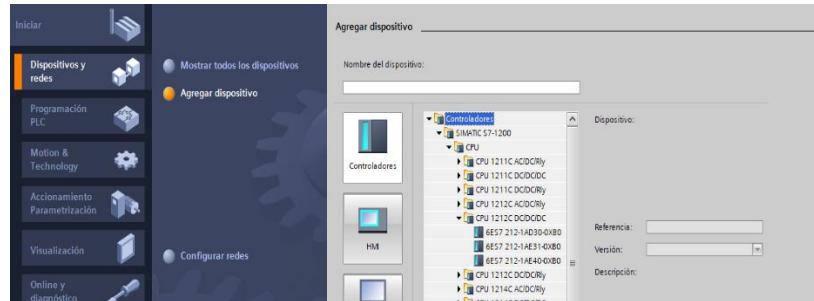 Iniciar
Dispositivos y
redes
Programación
PLC
Motion &
Technology
Accionamiento
Parametrización
Visualización
Online y
diagnóstico
Mostrar todos los dispositivos
Agregar dispositivo
Configurar redes
Agregar dispositivo
Nombre del dispositivo:
Controladores
HMI
Controladores
SIMATIC S7-1200
CPU
CPU 1211C AC/DC/Rly
CPU 1211C DC/DC/DC
CPU 1211C DC/DC/Rly
CPU 1212C AC/DC/Rly
CPU 1212C DC/DC/DC
6ES7 212-1AD30-0XB0
6ES7 212-1AE31-0XB0
6ES7 212-1AE40-0XB0
CPU 1212C DC/DC/Rly
CPU 1214C AC/DC/Rly
Dispositivo:
Referencia:
Versión:
Descripción: